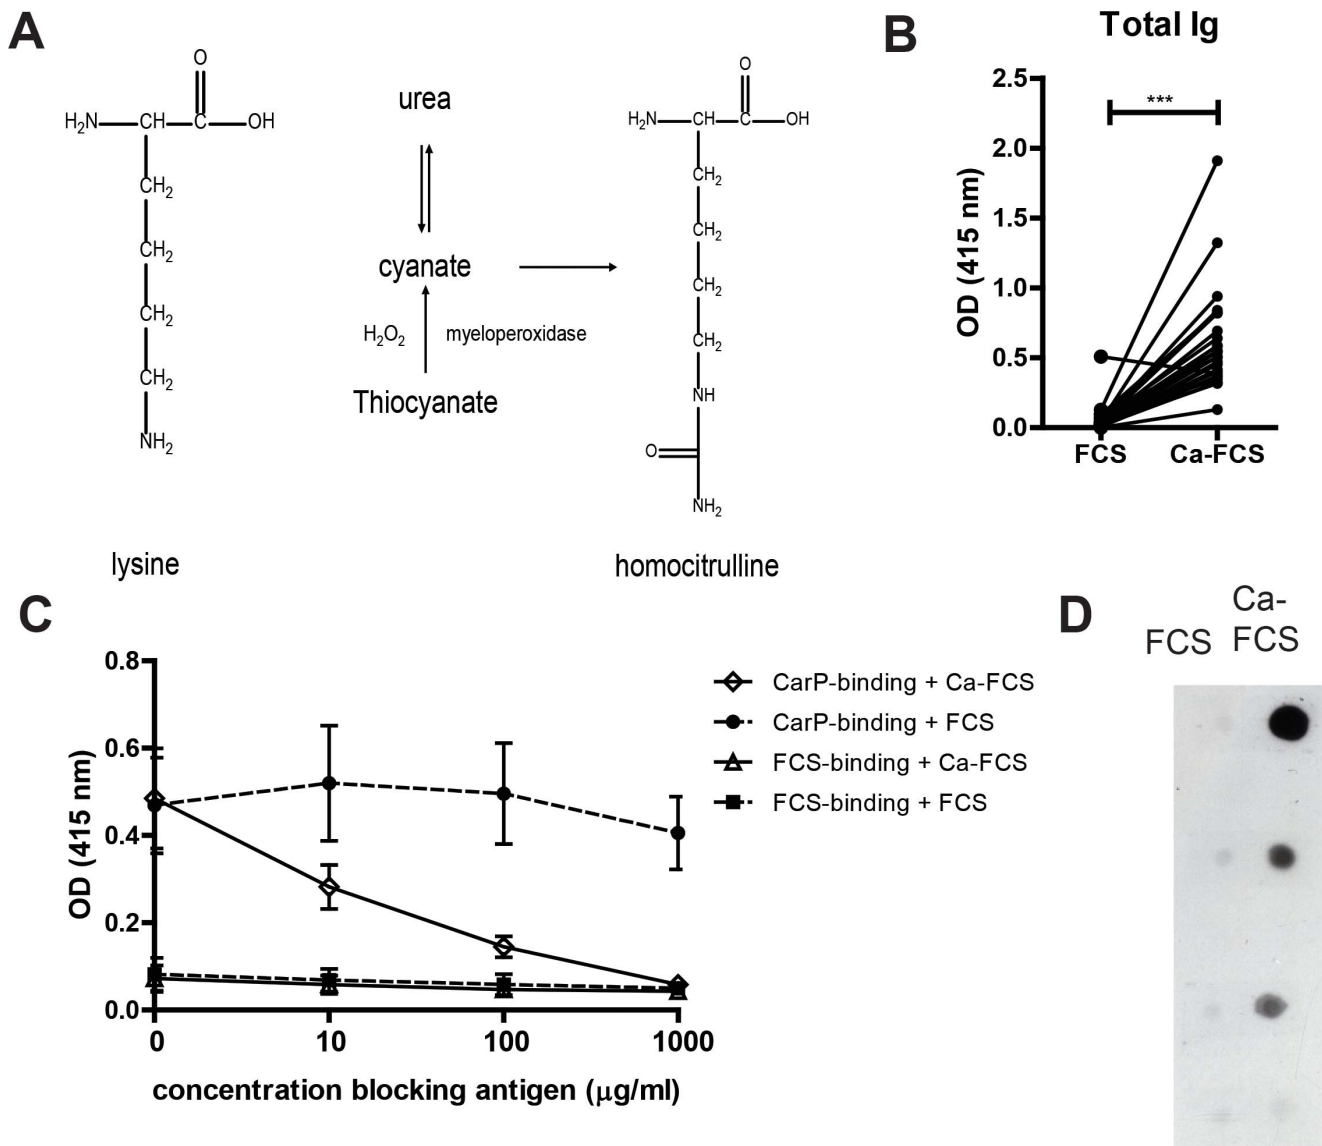 A
O
H₂N CH C OH
CH₂
CH₂
CH₂
CH₂
NH₂
lysine
urea
cyanate
H₂O₂ myeloperoxidase
Thiocyanate
O
H₂N CH C OH
CH₂
CH₂
CH₂
CH₂
NH
O
NH₂
homocitrulline
B
Total Ig
***
2.5
2.0
1.5
1.0
0.5
0.0
OD (415 nm)
FCS Ca-FCS
C
0.8
0.6
0.4
0.2
0.0
OD (415 nm)
0 10 100 1000
concentration blocking antigen (µg/ml)
CarP-binding + Ca-FCS
CarP-binding + FCS
FCS-binding + Ca-FCS
FCS-binding + FCS
D
FCS
Ca-
FCS